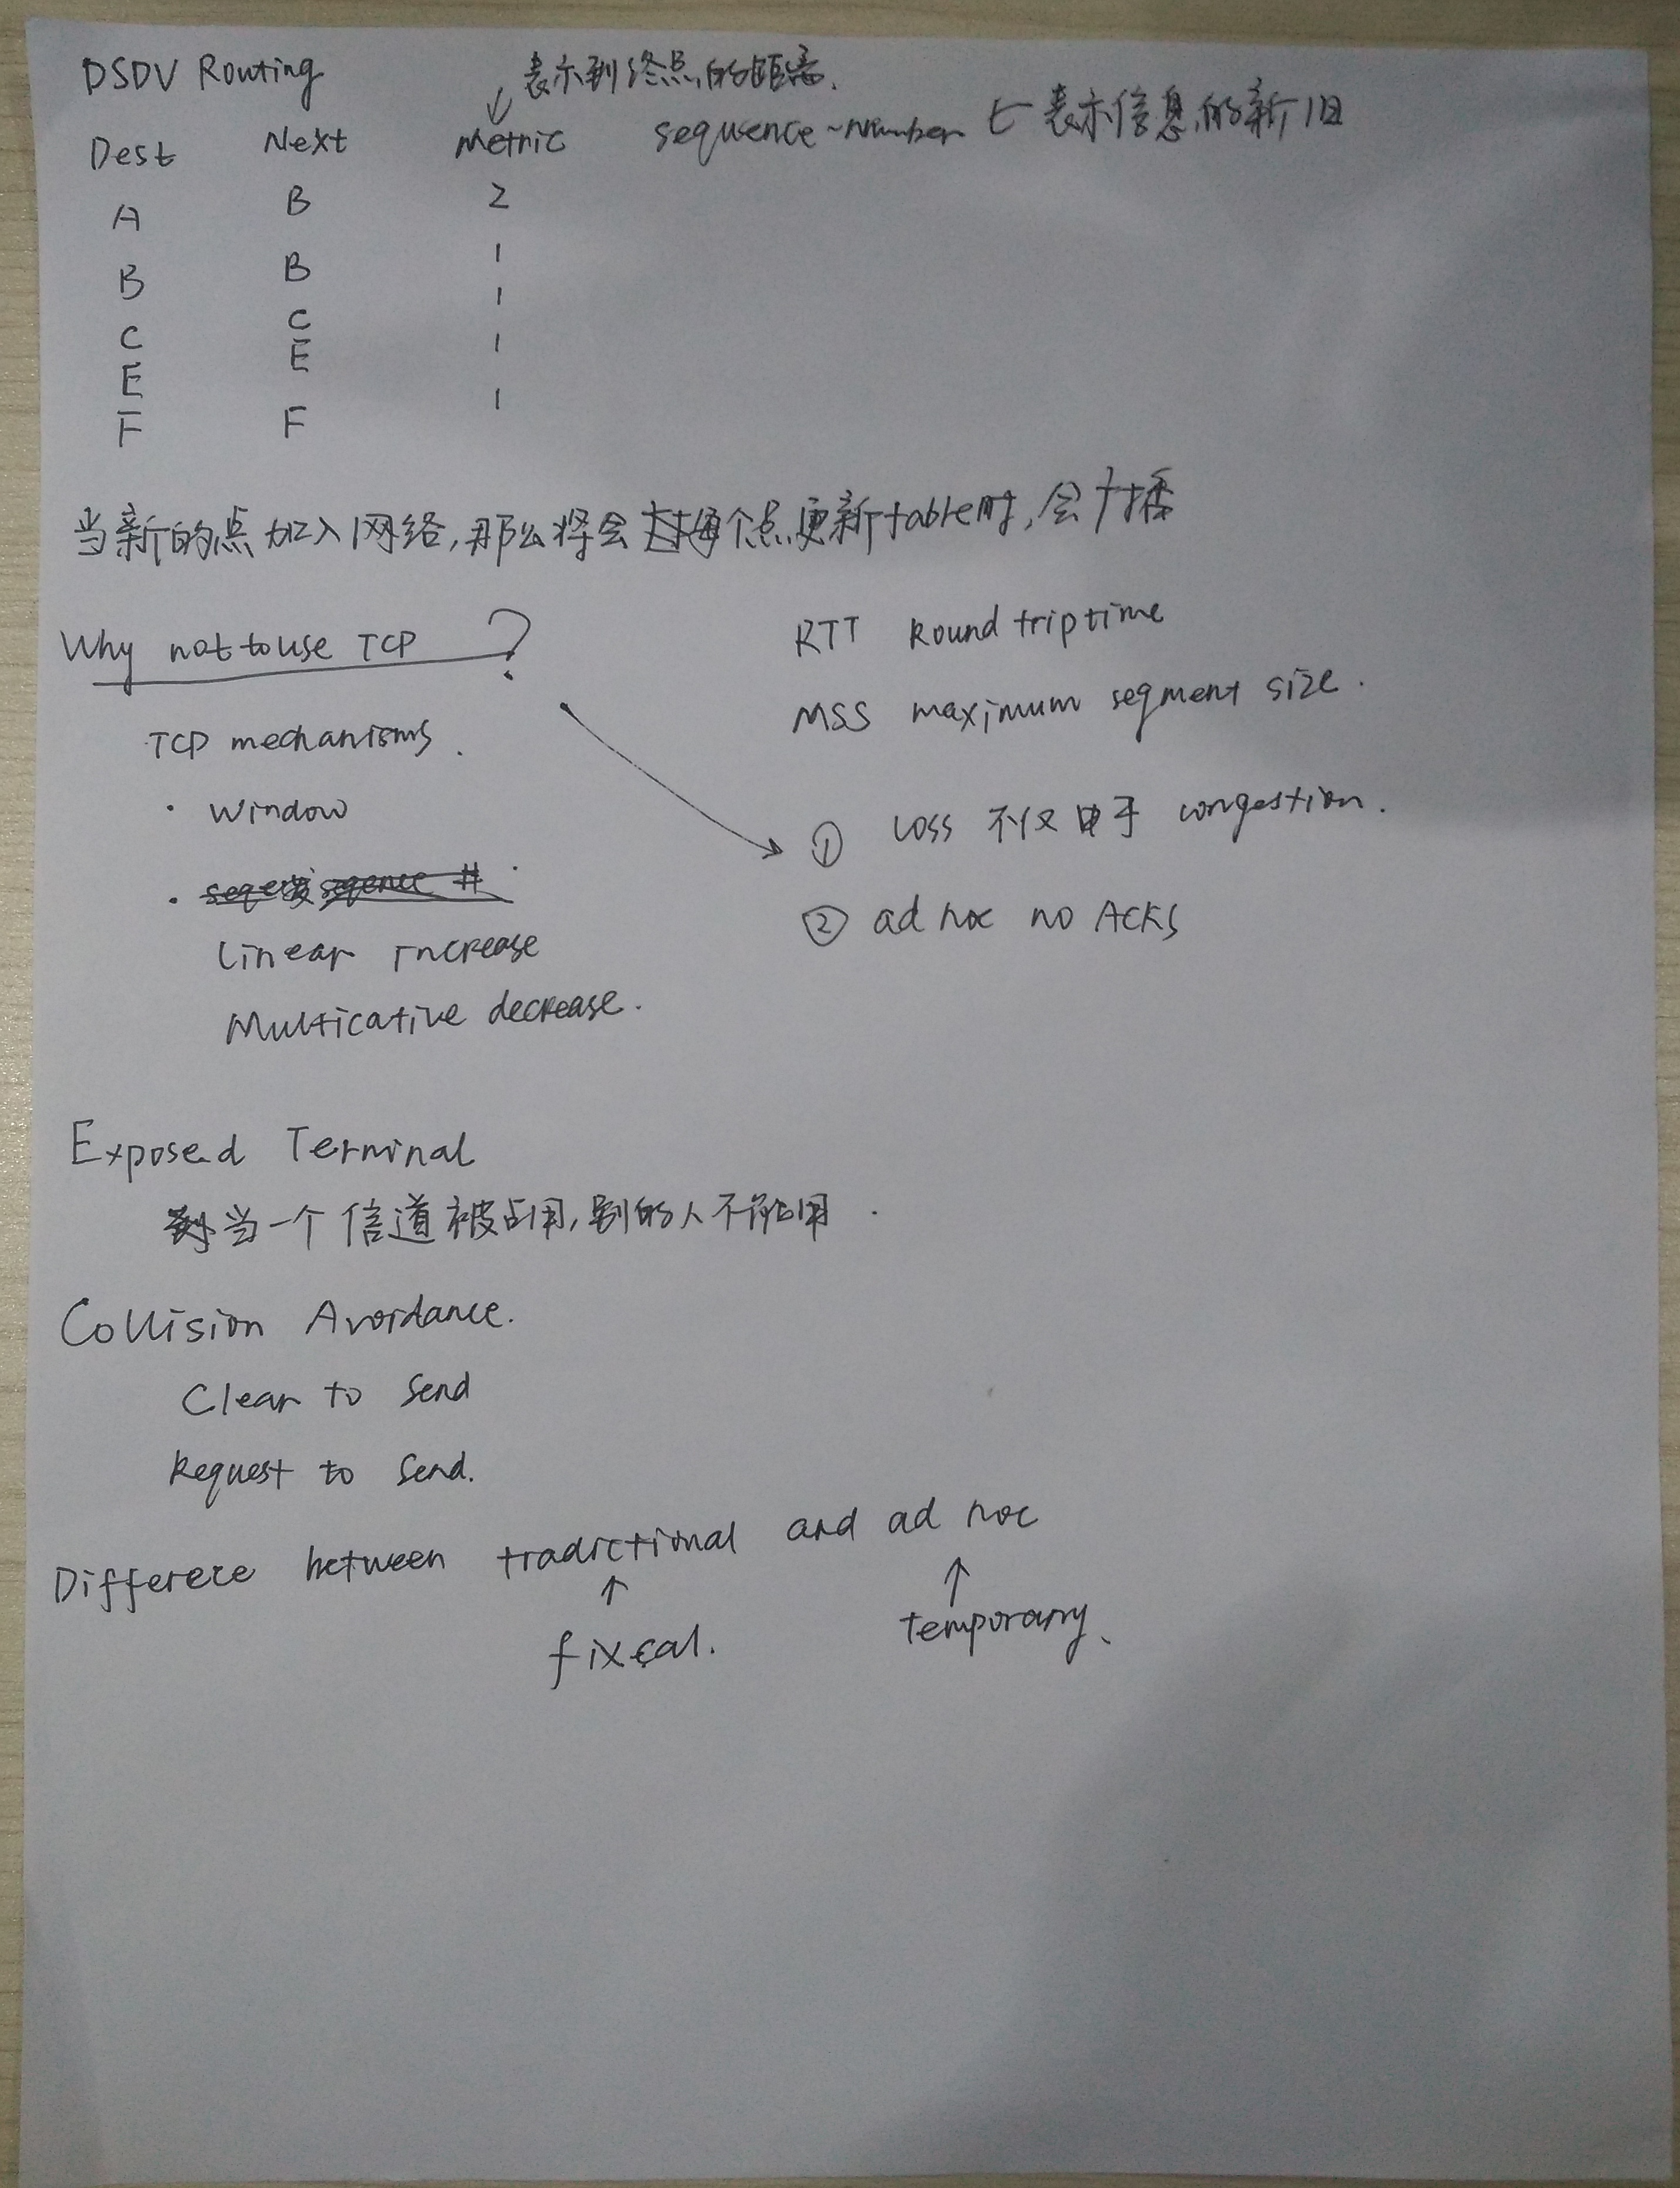 DSDV Routing
表示到终点的距离.
Dest Next Metric sequence-number ← 表示信息的新旧
A B 2
B B 1
C C 1
E E 1
F F 1
当新的点加入网络,那么将会 每个点更新table时,会广播
Why not to use TCP ?
RTT Round trip time
MSS maximum segment size.
TCP mechanisms.
· Window
① Loss 不仅由于 congestion.
② ad hoc no ACKs
Linear Increase
Multicative decrease.
Exposed Terminal
当一个信道被占用,别的人不能占用.
Collision Avoidance.
Clear to Send
Request to Send.
Differece between tradictional and ad hoc
↑ ↑
temporary.